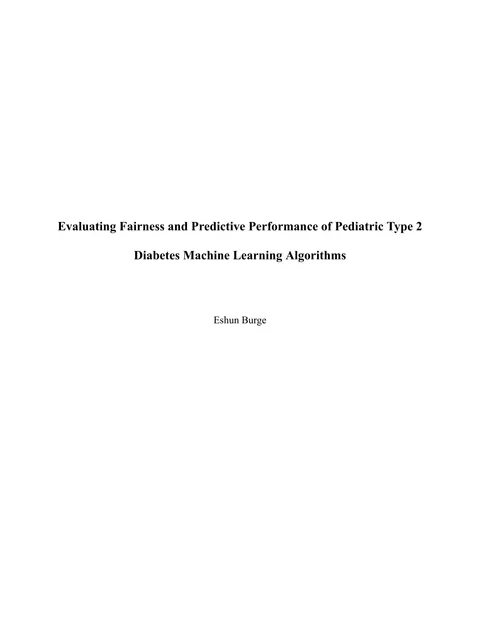 Evaluating Fairness and Predictive Performance of Pediatric Type 2
Diabetes Machine Learning Algorithms
Eshun Burge